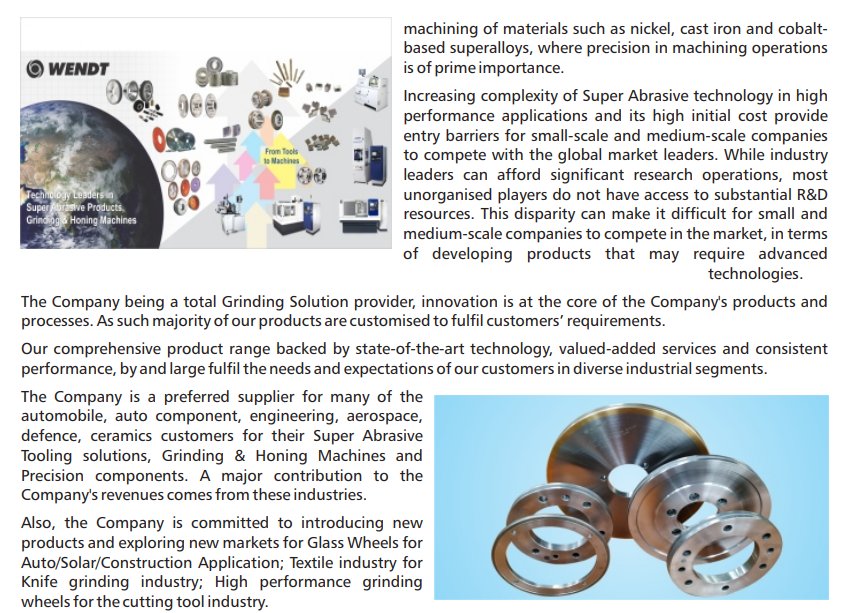 WENDT
From Tools
to Machines
Technology Leaders in
Super Abrasive Products,
Grinding & Honing Machines
machining of materials such as nickel, cast iron and cobalt-
based superalloys, where precision in machining operations
is of prime importance.
Increasing complexity of Super Abrasive technology in high
performance applications and its high initial cost provide
entry barriers for small-scale and medium-scale companies
to compete with the global market leaders. While industry
leaders can afford significant research operations, most
unorganised player do not have access to substantial R&D
resources. This disparity can make it difficult for small and
medium-scale companies to compete in the market, in terms
of developing products that may require advanced
technologies.
The Company being a total Grinding Solution provider, innovation is at the core of the Company's products and
processes. As such majority of our products are customised to fulfil customers’ requirements.
Our comprehensive product range backed by state-of-the-art technology, valued-added services and consistent
performance, by and large fulfil the needs and expectations of our customers in diverse industrial segments.
The Company is a preferred supplier for many of the
automobile, auto component, engineering, aerospace,
defence, ceramics customers for their Super Abrasive
Tooling solutions, Grinding & Honing Machines and
Precision components. A major contribution to the
Company's revenues comes from these industries.
Also, the Company is committed to introducing new
products and exploring new markets for Glass Wheels for
Auto/Solar/Construction Application; Textile industry for
Knife grinding industry; High performance grinding
wheels for the cutting tool industry.